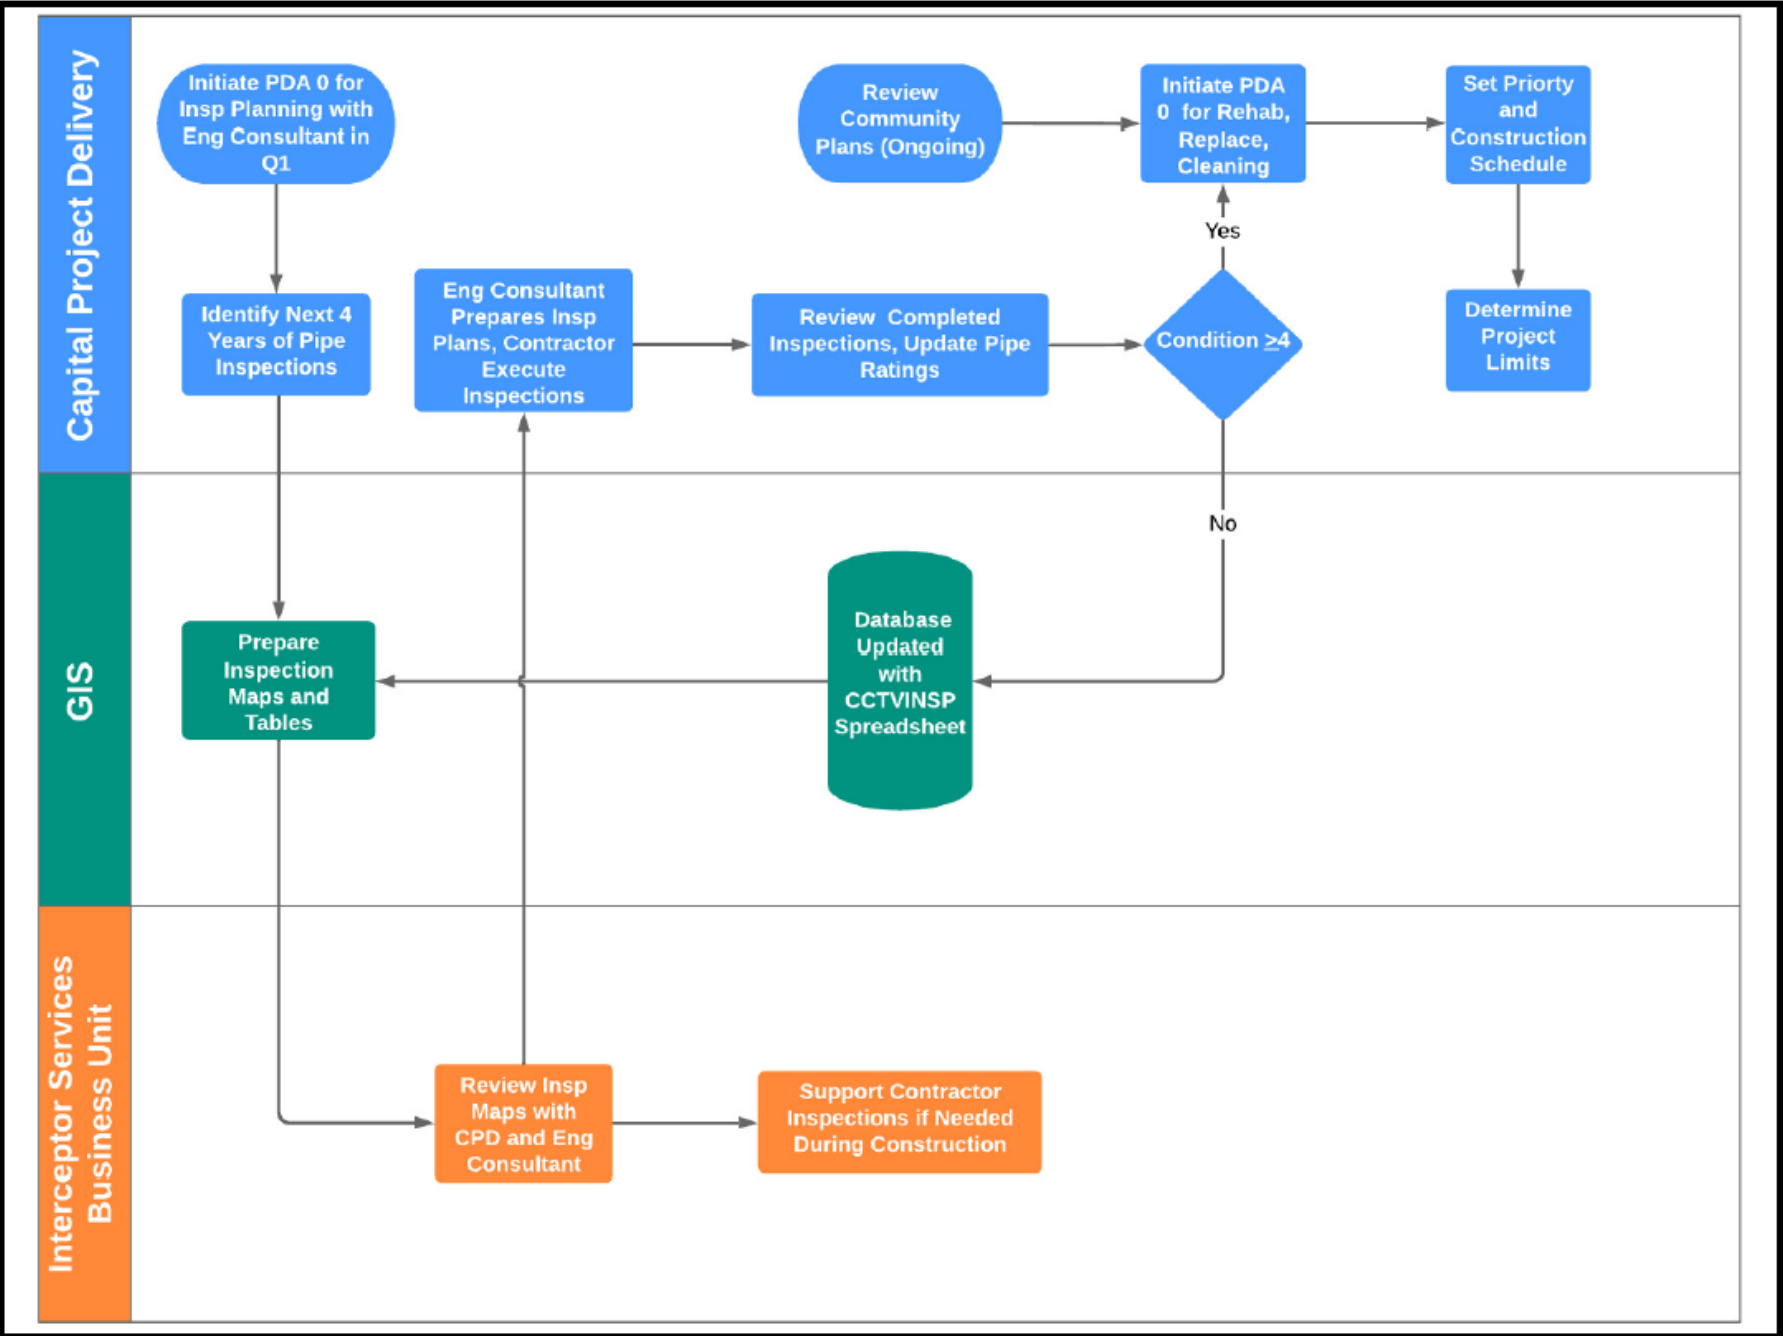 Capital Project Delivery
Initiate PDA 0 for
Insp Planning with
Eng Consultant in
Q1
Review
Community
Plans (Ongoing)
Initiate PDA
0 for Rehab,
Replace,
Cleaning
Set Priorty
and
Construction
Schedule
Yes
Identify Next 4
Years of Pipe
Inspections
Eng Consultant
Prepares Insp
Plans, Contractor
Execute
Inspections
Review Completed
Inspections, Update Pipe
Ratings
Condition ≥4
Determine
Project
Limits
GIS
No
Prepare
Inspection
Maps and
Tables
Database
Updated
with
CCTVINSP
Spreadsheet
Interceptor Services
Business Unit
Review Insp
Maps with
CPD and Eng
Consultant
Support Contractor
Inspections if Needed
During Construction